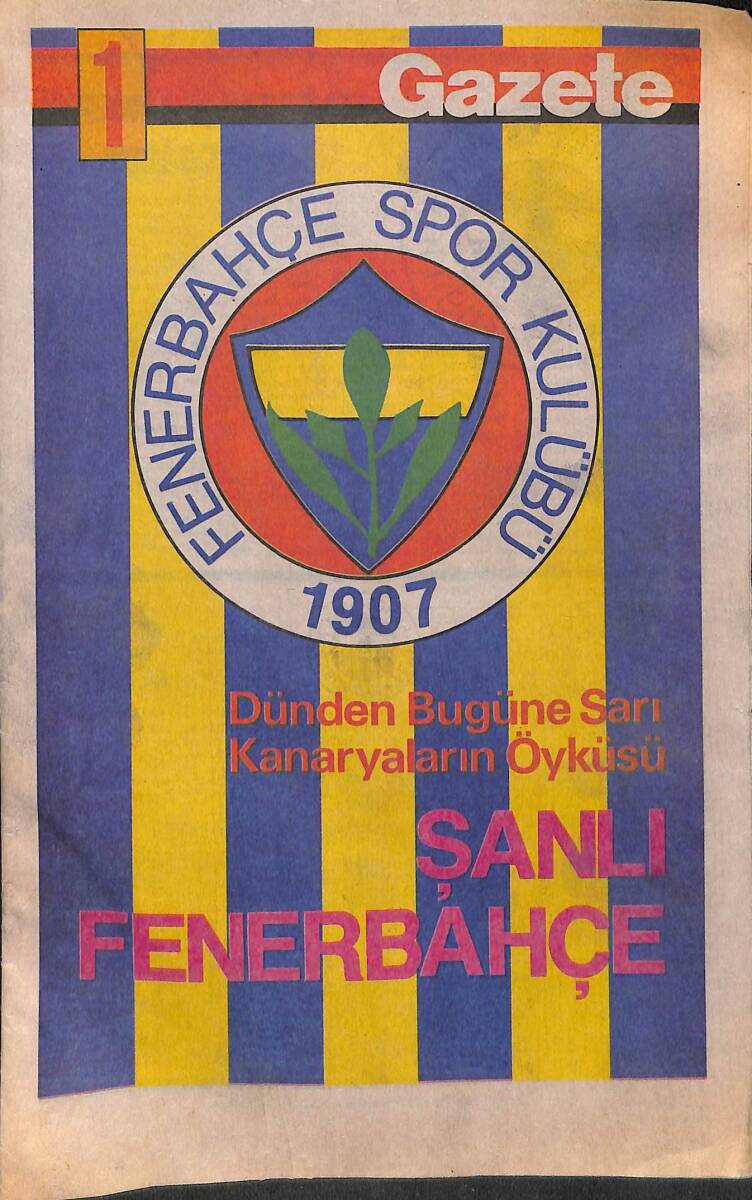 1
Gazete
FENERBAHÇE SPOR KULÜBÜ
1907
Dünden Bugüne Sarı
Kanaryaların Öyküsü
ŞANLI
FENERBAHÇE